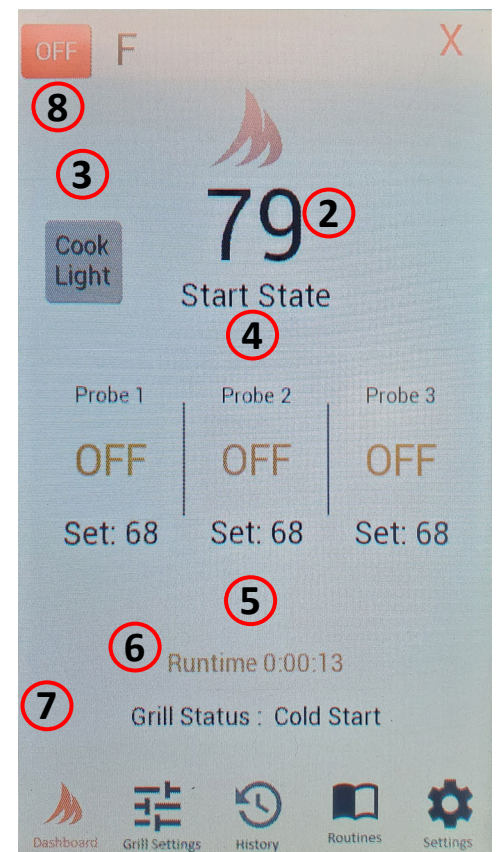 OFF F X
8
3
79 2
Cook
Light
Start State
4
Probe 1 Probe 2 Probe 3
OFF OFF OFF
Set: 68 Set: 68 Set: 68
5
6 Runtime 0:00:13
7
Grill Status : Cold Start
Dashboard Grill Settings History Routines Settings